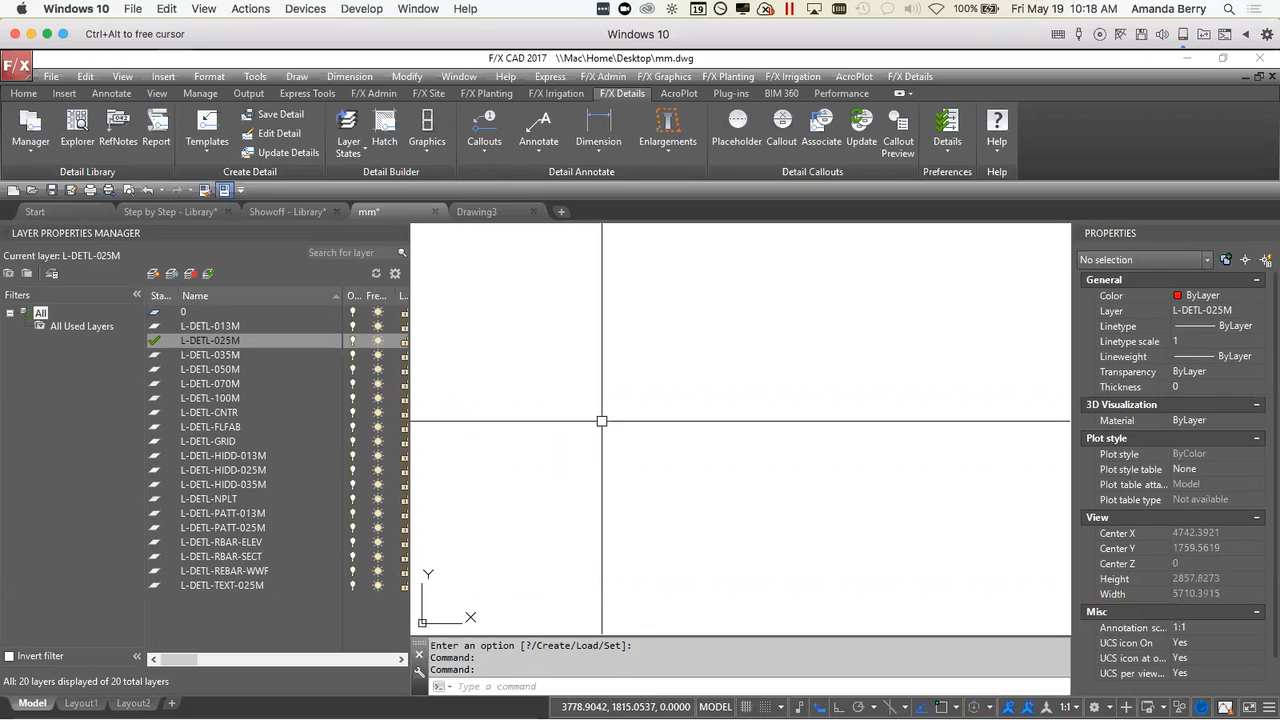 Windows 10 File Edit View Actions Devices Develop Window Help 19 100% Fri May 19 10:18 AM Amanda Berry
Ctrl+Alt to free cursor Windows 10
F/X F/X CAD 2017 \\Mac\Home\Desktop\mm.dwg
File Edit View Insert Format Tools Draw Dimension Modify Window Help Express F/X Admin F/X Graphics F/X Planting F/X Irrigation AcroPlot F/X Details
Home Insert Annotate View Manage Output Express Tools F/X Admin F/X Site F/X Planting F/X Irrigation F/X Details AcroPlot Plug-ins BIM 360 Performance
Manager Explorer RefNotes Report Templates Save Detail Edit Detail Update Details Layer States Hatch Graphics Callouts Annotate Dimension Enlargements Placeholder Callout Associate Update Callout Preview Details Help
Detail Library Create Detail Detail Builder Detail Annotate Detail Callouts Preferences Help
Start Step by Step - Library* Showoff - Library* mm* Drawing3
LAYER PROPERTIES MANAGER
Current layer: L-DETL-025M Search for layer
Filters Sta... Name O... Fre... L..
All
All Used Layers
0
L-DETL-013M
L-DETL-025M
L-DETL-035M
L-DETL-050M
L-DETL-070M
L-DETL-100M
L-DETL-CNTR
L-DETL-FLFAB
L-DETL-GRID
L-DETL-HIDD-013M
L-DETL-HIDD-025M
L-DETL-HIDD-035M
L-DETL-NPLT
L-DETL-PATT-013M
L-DETL-PATT-025M
L-DETL-RBAR-ELEV
L-DETL-RBAR-SECT
L-DETL-REBAR-WWF
L-DETL-TEXT-025M
Invert filter
All: 20 layers displayed of 20 total layers
Y
X
Enter an option [?/Create/Load/Set]:
Command:
Command:
Type a command
PROPERTIES
No selection
General
Color ByLayer
Layer L-DETL-025M
Linetype ByLayer
Linetype scale 1
Lineweight ByLayer
Transparency ByLayer
Thickness 0
3D Visualization
Material ByLayer
Plot style
Plot style ByColor
Plot style table None
Plot table atta... Model
Plot table type Not available
View
Center X 4742.3921
Center Y 1759.5619
Center Z 0
Height 2857.8273
Width 5710.3915
Misc
Annotation sc... 1:1
UCS icon On Yes
UCS icon at o... Yes
UCS per view... Yes
Model Layout1 Layout2 + 3778.9042, 1815.0537, 0.0000 MODEL 1:1